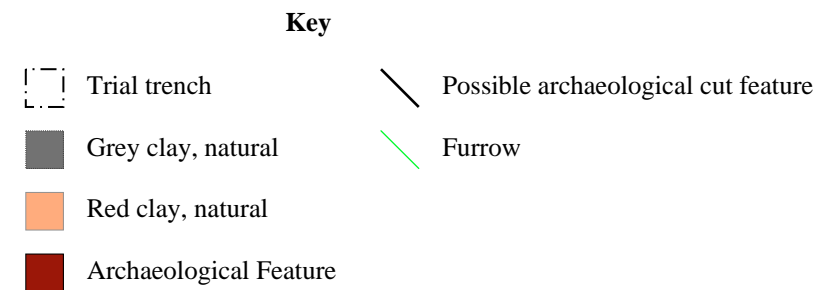 Key
Trial trench
Possible archaeological cut feature
Grey clay, natural
Furrow
Red clay, natural
Archaeological Feature